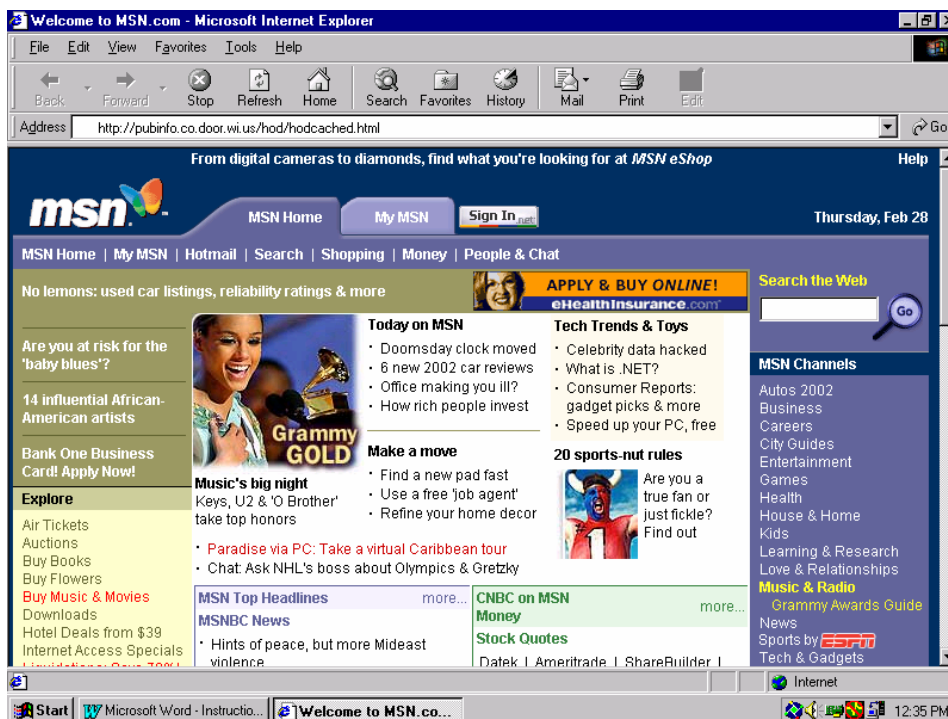 Welcome to MSN.com - Microsoft Internet Explorer
File Edit View Favorites Tools Help
Back Forward Stop Refresh Home Search Favorites History Mail Print Edit
Address http://pubinfo.co.door.wi.us/hod/hodcached.html Go
From digital cameras to diamonds, find what you're looking for at MSN eShop Help
msn MSN Home My MSN Sign In .net Thursday, Feb 28
MSN Home | My MSN | Hotmail | Search | Shopping | Money | People & Chat
No lemons: used car listings, reliability ratings & more
APPLY & BUY ONLINE!
eHealthInsurance.com
Are you at risk for the
'baby blues'?
14 influential African-
American artists
Bank One Business
Card! Apply Now!
Explore
Air Tickets
Auctions
Buy Books
Buy Flowers
Buy Music & Movies
Downloads
Hotel Deals from $39
Internet Access Specials
Grammy
GOLD
Music's big night
Keys, U2 & 'O Brother'
take top honors
Today on MSN
· Doomsday clock moved
· 6 new 2002 car reviews
· Office making you ill?
· How rich people invest
Make a move
· Find a new pad fast
· Use a free 'job agent'
· Refine your home decor
Tech Trends & Toys
· Celebrity data hacked
· What is .NET?
· Consumer Reports:
gadget picks & more
· Speed up your PC, free
20 sports-nut rules
Are you a
true fan or
just fickle?
Find out
· Paradise via PC: Take a virtual Caribbean tour
· Chat: Ask NHL's boss about Olympics & Gretzky
MSN Top Headlines more...
MSNBC News
· Hints of peace, but more Mideast
violence
CNBC on MSN
Money more...
Stock Quotes
Datek | Ameritrade | ShareBuilder |
Search the Web
Go
MSN Channels
Autos 2002
Business
Careers
City Guides
Entertainment
Games
Health
House & Home
Kids
Learning & Research
Love & Relationships
Music & Radio
Grammy Awards Guide
News
Sports by ESPN
Tech & Gadgets
Internet
Start Microsoft Word - Instructio... Welcome to MSN.co... 12:35 PM